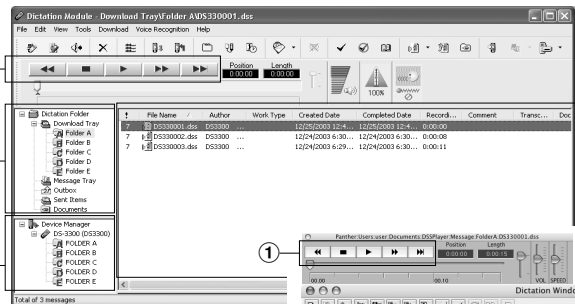 Dictation Module - Download Tray\Folder A\DS330001.dss
File Edit View Tools Download Voice Recognition Help
Position Length
0:00:00 0:00:00
100%
Dictation Folder
Download Tray
Folder A
Folder B
Folder C
Folder D
Folder E
Message Tray
Outbox
Sent Items
Documents
Device Manager
DS-3300 (DS3300)
FOLDER A
FOLDER B
FOLDER C
FOLDER D
FOLDER E
! File Name / Author Work Type Created Date Completed Date Recordi... Comment Transc... Doc
7 DS330001.dss DS3300 ... 12/25/2003 12:4... 12/25/2003 12:4... 0:00:00
7 DS330002.dss DS3300 ... 12/24/2003 6:30... 12/24/2003 6:30... 0:00:08
7 DS330003.dss DS3300 ... 12/24/2003 6:29... 12/24/2003 6:30... 0:00:11
Total of 3 messages
1
Panther:Users:user:Documents:DSSPlayer:Message:FolderA:DS330001.dss
Position Length
0:00:00 0:00:15
00.00 00.10
VOL SPEED
Dictation Windo